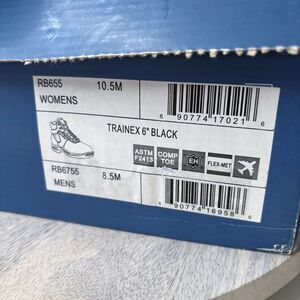 RB655 10.5M
WOMENS
6 90774 17021 6
TRAINEX 6" BLACK
ASTM F2413
COMP TOE
EH
FLEX-MET
RB6755 8.5M
MENS
6 90774 16958 6